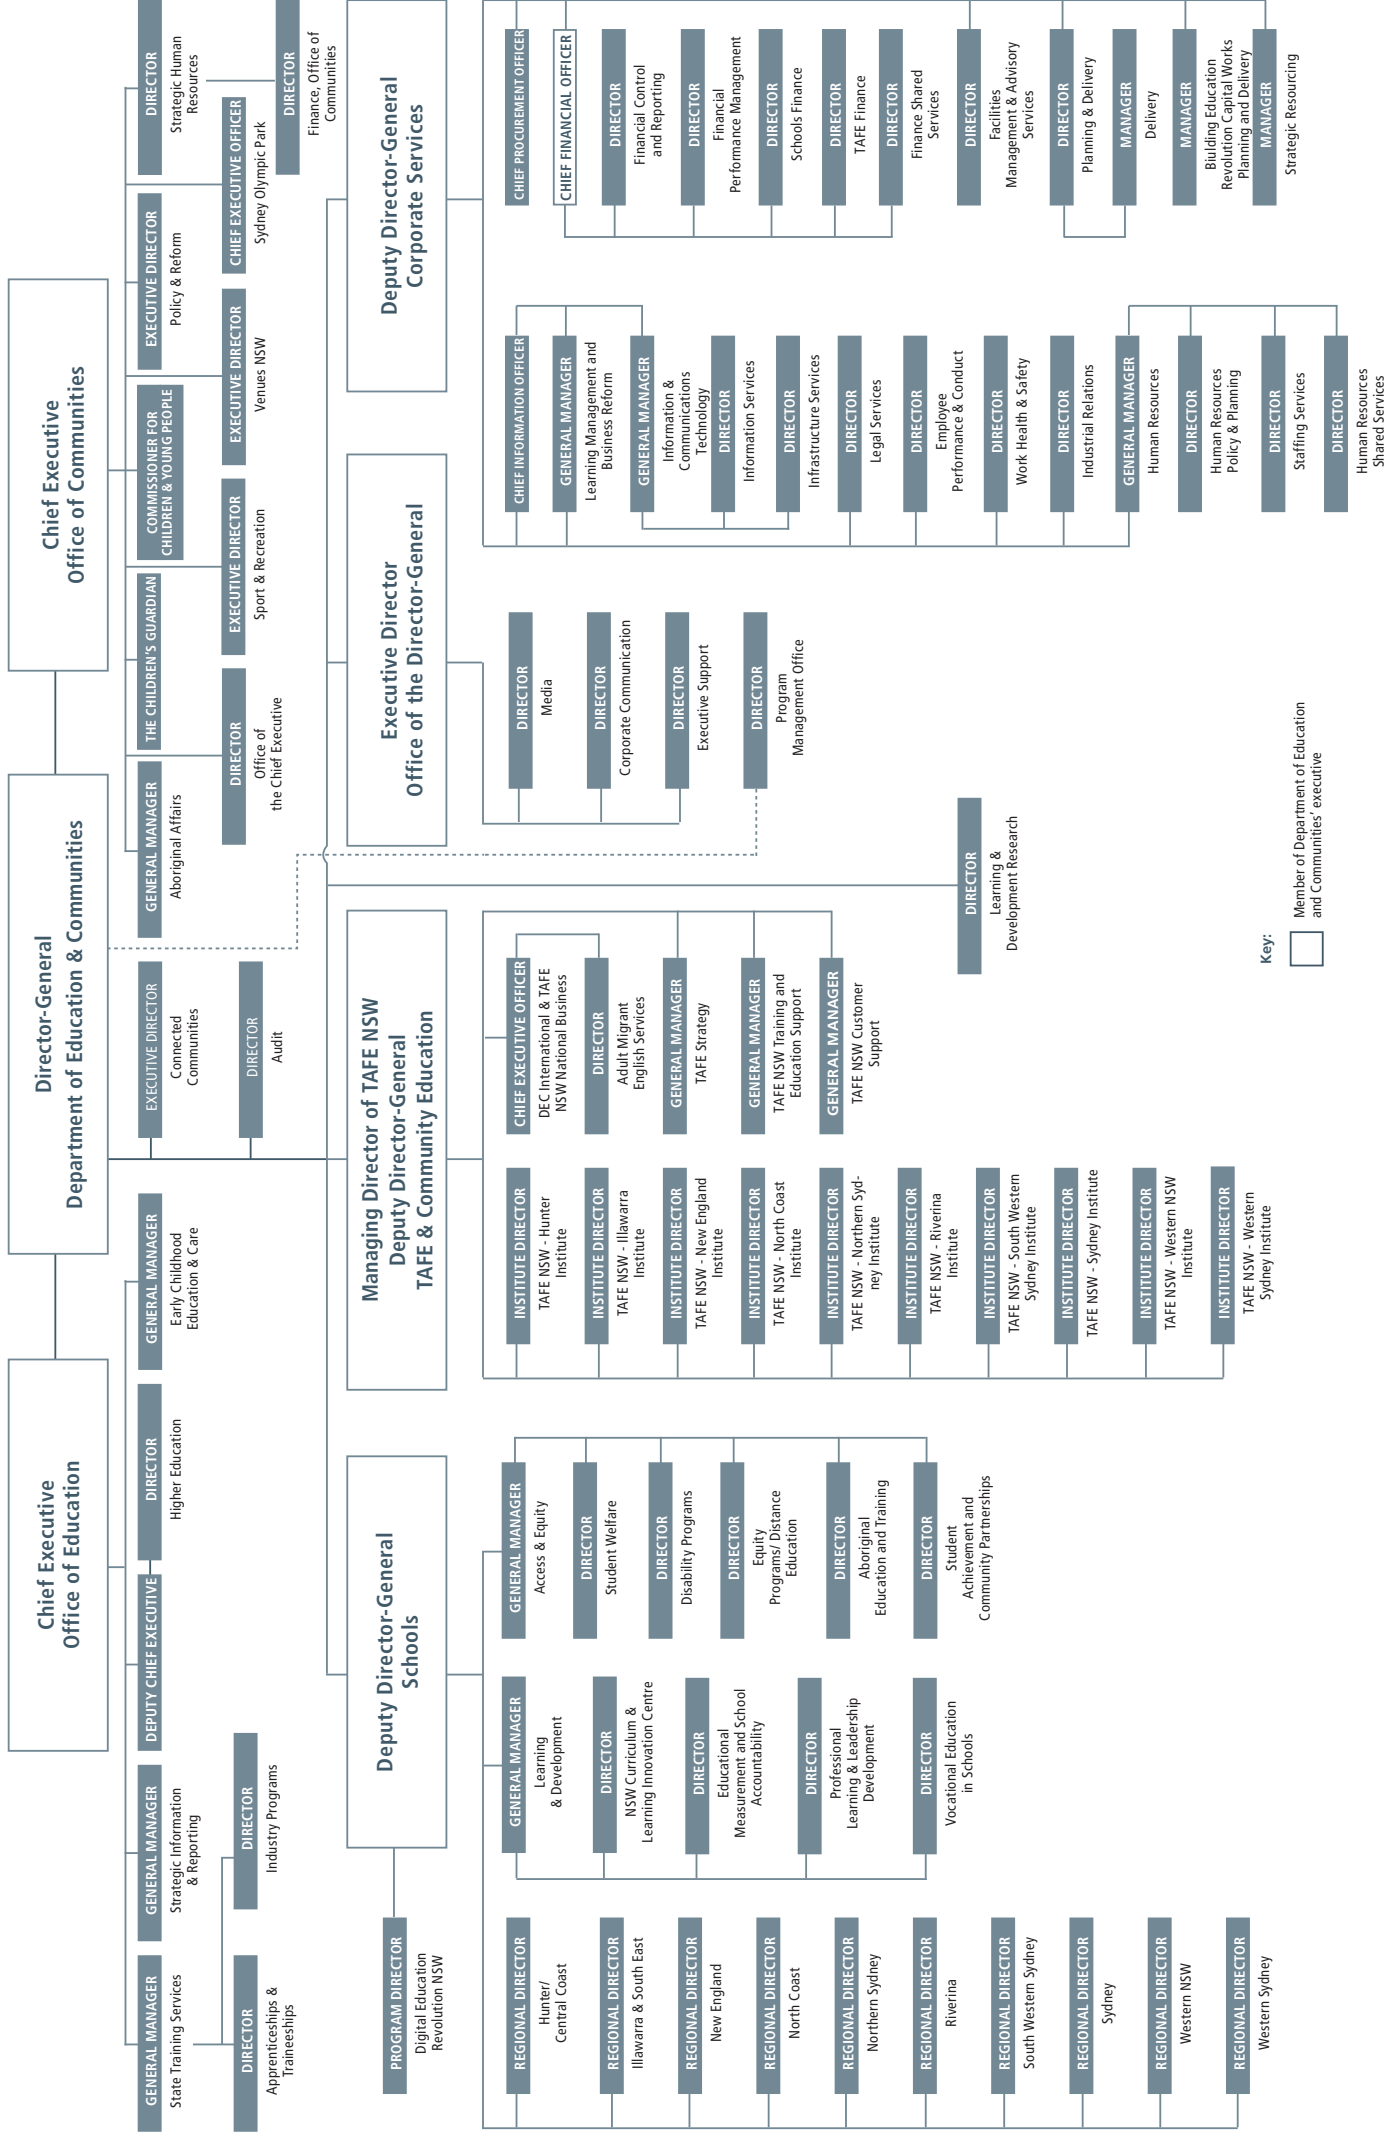 Chief Executive
Office of Education
Director-General
Department of Education & Communities
Chief Executive
Office of Communities
GENERAL MANAGER
State Training Services
GENERAL MANAGER
Strategic Information
& Reporting
DEPUTY CHIEF EXECUTIVE
DIRECTOR
Higher Education
GENERAL MANAGER
Early Childhood
Education & Care
DIRECTOR
Apprenticeships &
Traineeships
DIRECTOR
Industry Programs
EXECUTIVE DIRECTOR
Connected
Communities
DIRECTOR
Audit
GENERAL MANAGER
Aboriginal Affairs
THE CHILDREN'S GUARDIAN
COMMISSIONER FOR
CHILDREN & YOUNG PEOPLE
EXECUTIVE DIRECTOR
Policy & Reform
DIRECTOR
Strategic Human
Resources
DIRECTOR
Office of
the Chief Executive
EXECUTIVE DIRECTOR
Sport & Recreation
EXECUTIVE DIRECTOR
Venues NSW
CHIEF EXECUTIVE OFFICER
Sydney Olympic Park
DIRECTOR
Finance, Office of
Communities
PROGRAM DIRECTOR
Digital Education
Revolution NSW
Deputy Director-General
Schools
Managing Director of TAFE NSW
Deputy Director-General
TAFE & Community Education
Executive Director
Office of the Director-General
Deputy Director-General
Corporate Services
REGIONAL DIRECTOR
Hunter/
Central Coast
REGIONAL DIRECTOR
Illawarra & South East
REGIONAL DIRECTOR
New England
REGIONAL DIRECTOR
North Coast
REGIONAL DIRECTOR
Northern Sydney
REGIONAL DIRECTOR
Riverina
REGIONAL DIRECTOR
South Western Sydney
REGIONAL DIRECTOR
Sydney
REGIONAL DIRECTOR
Western NSW
REGIONAL DIRECTOR
Western Sydney
GENERAL MANAGER
Learning
& Development
DIRECTOR
NSW Curriculum &
Learning Innovation Centre
DIRECTOR
Educational
Measurement and School
Accountability
DIRECTOR
Professional
Learning & Leadership
Development
DIRECTOR
Vocational Education
in Schools
GENERAL MANAGER
Access & Equity
DIRECTOR
Student Welfare
DIRECTOR
Disability Programs
DIRECTOR
Equity
Programs/ Distance
Education
DIRECTOR
Aboriginal
Education and Training
DIRECTOR
Student
Achievement and
Community Partnerships
INSTITUTE DIRECTOR
TAFE NSW - Hunter
Institute
INSTITUTE DIRECTOR
TAFE NSW - Illawarra
Institute
INSTITUTE DIRECTOR
TAFE NSW - New England
Institute
INSTITUTE DIRECTOR
TAFE NSW - North Coast
Institute
INSTITUTE DIRECTOR
TAFE NSW - Northern Syd-
ney Institute
INSTITUTE DIRECTOR
TAFE NSW - Riverina
Institute
INSTITUTE DIRECTOR
TAFE NSW - South Western
Sydney Institute
INSTITUTE DIRECTOR
TAFE NSW - Sydney Institute
INSTITUTE DIRECTOR
TAFE NSW - Western NSW
Institute
INSTITUTE DIRECTOR
TAFE NSW - Western
Sydney Institute
CHIEF EXECUTIVE OFFICER
DEC International & TAFE
NSW National Business
DIRECTOR
Adult Migrant
English Services
GENERAL MANAGER
TAFE Strategy
GENERAL MANAGER
TAFE NSW Training and
Education Support
GENERAL MANAGER
TAFE NSW Customer
Support
DIRECTOR
Learning &
Development Research
DIRECTOR
Media
DIRECTOR
Corporate Communication
DIRECTOR
Executive Support
DIRECTOR
Program
Management Office
CHIEF INFORMATION OFFICER
GENERAL MANAGER
Learning Management and
Business Reform
GENERAL MANAGER
Information &
Communications
Technology
DIRECTOR
Information Services
DIRECTOR
Infrastructure Services
DIRECTOR
Legal Services
DIRECTOR
Employee
Performance & Conduct
DIRECTOR
Work Health & Safety
DIRECTOR
Industrial Relations
GENERAL MANAGER
Human Resources
DIRECTOR
Human Resources
Policy & Planning
DIRECTOR
Staffing Services
DIRECTOR
Human Resources
Shared Services
CHIEF PROCUREMENT OFFICER
CHIEF FINANCIAL OFFICER
DIRECTOR
Financial Control
and Reporting
DIRECTOR
Financial
Performance Management
DIRECTOR
Schools Finance
DIRECTOR
TAFE Finance
DIRECTOR
Finance Shared
Services
DIRECTOR
Facilities
Management & Advisory
Services
DIRECTOR
Planning & Delivery
MANAGER
Delivery
MANAGER
Biulding Education
Revolution Capital Works
Planning and Delivery
MANAGER
Strategic Resourcing
Key:
Member of Department of Education
and Communities' executive